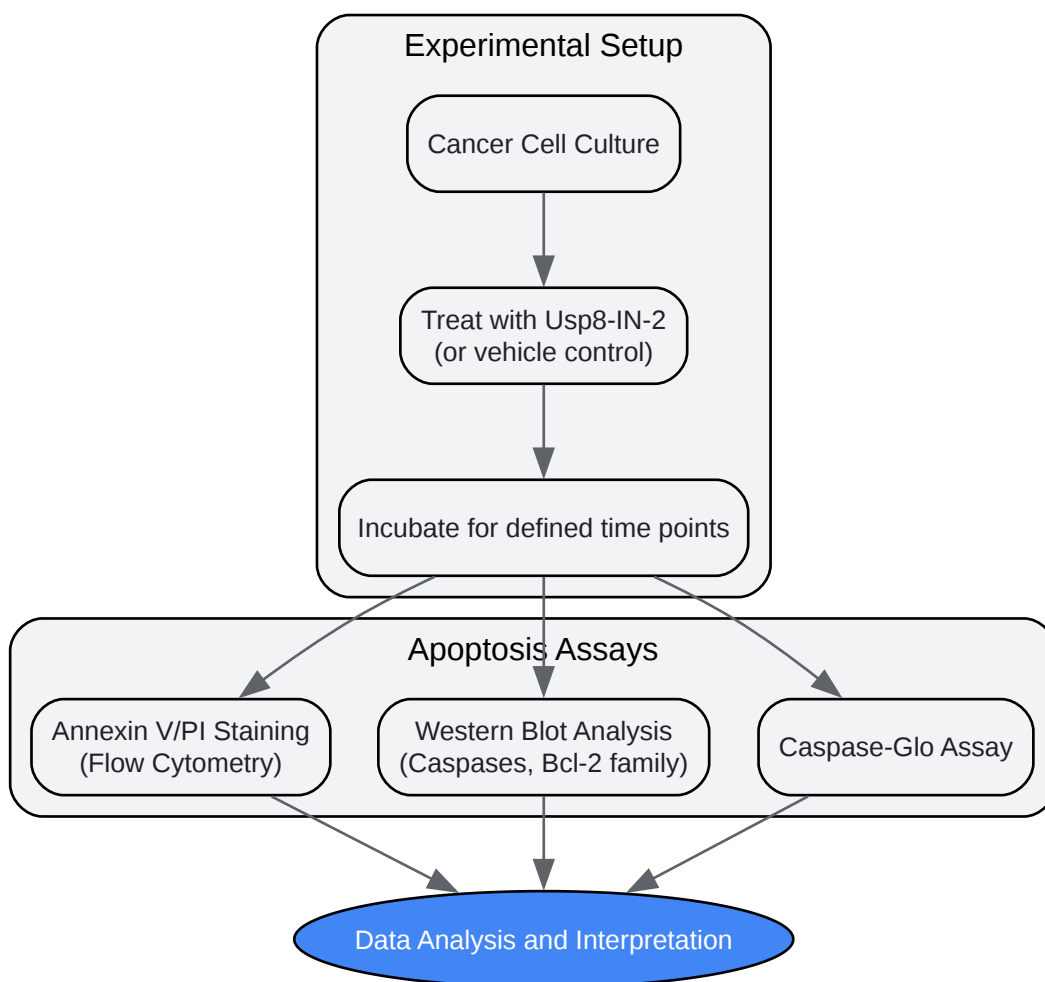 Experimental Setup
Cancer Cell Culture
Treat with Usp8-IN-2
(or vehicle control)
Incubate for defined time points
Apoptosis Assays
Annexin V/PI Staining
(Flow Cytometry)
Western Blot Analysis
(Caspases, Bcl-2 family)
Caspase-Glo Assay
Data Analysis and Interpretation